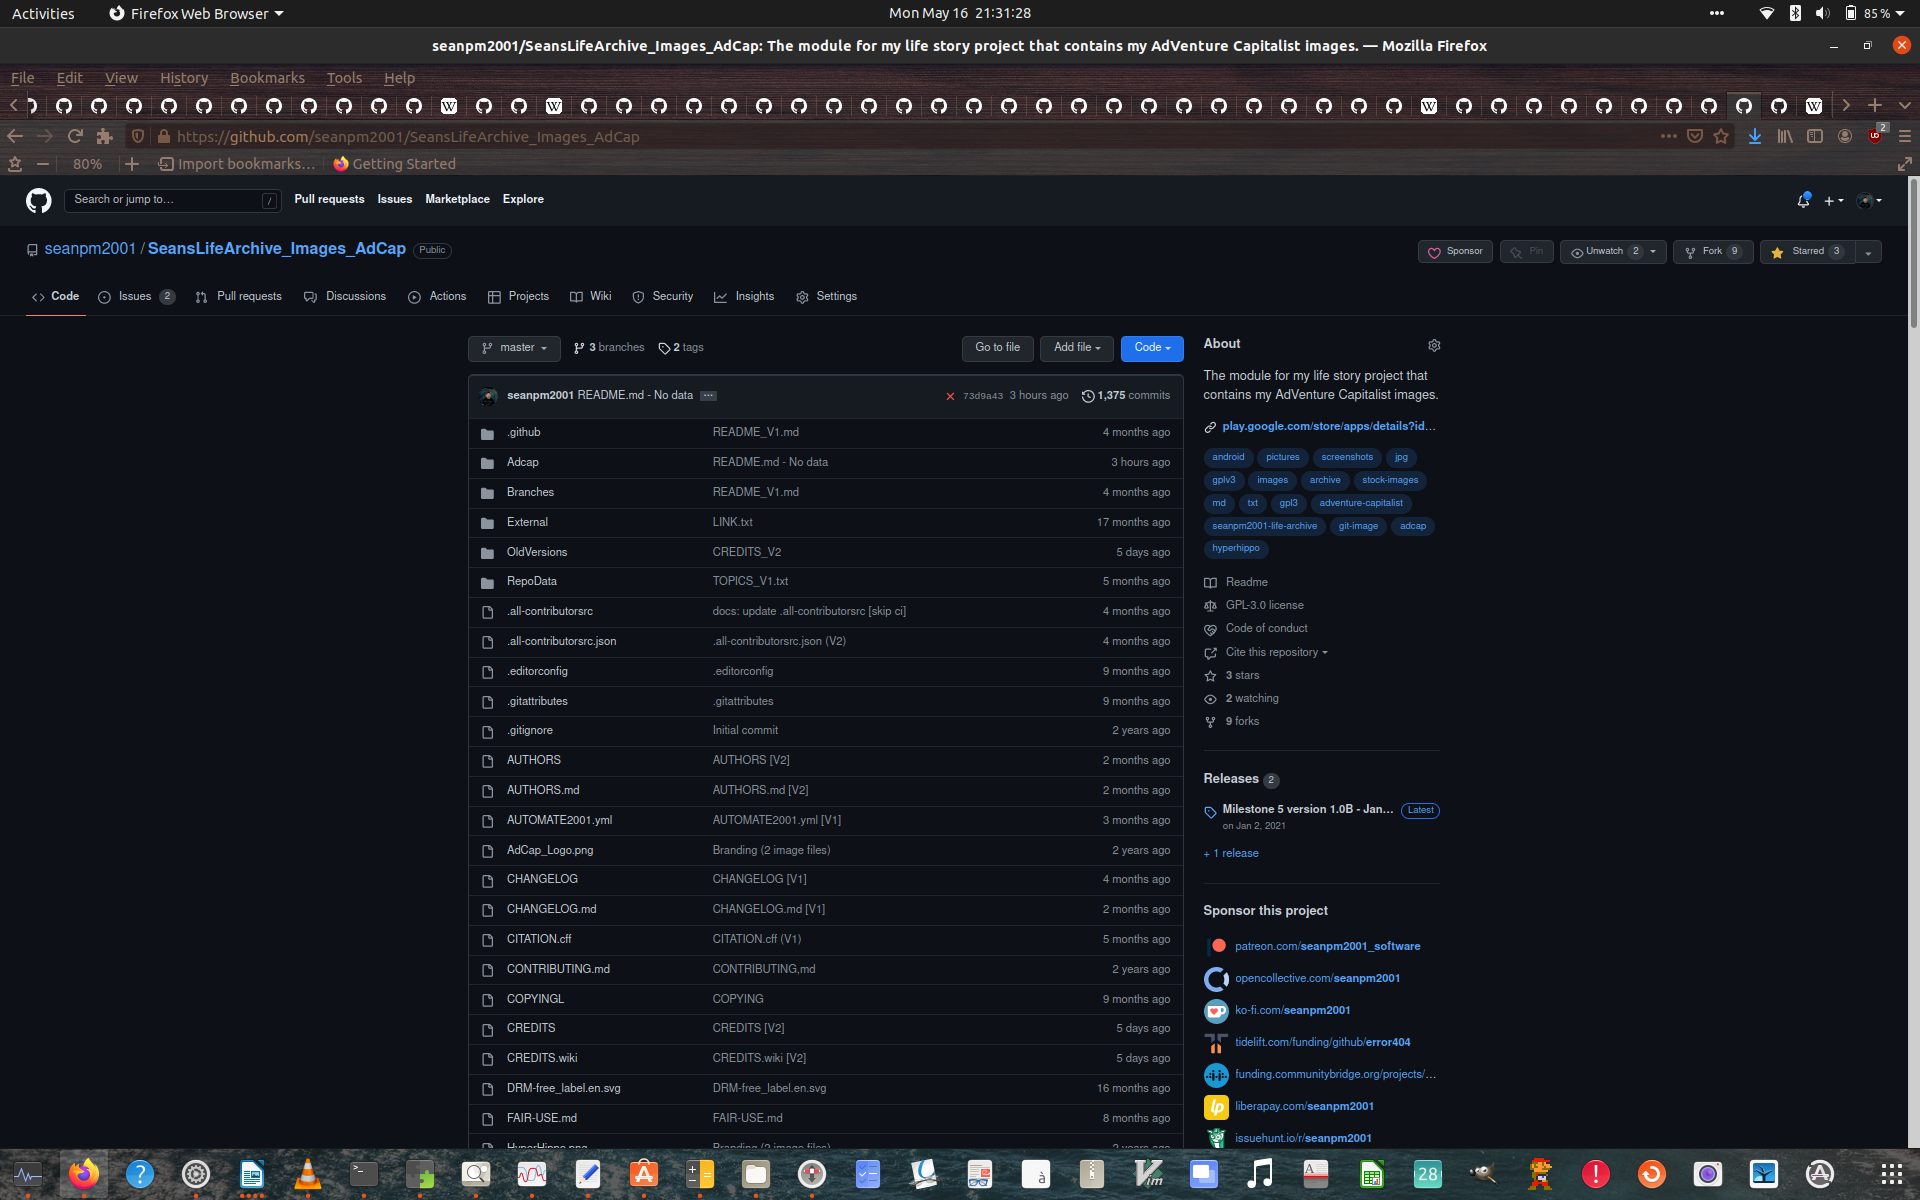 Activities
Firefox Web Browser
Mon May 16 21:31:28
85 %
seanpm2001/SeansLifeArchive_Images_AdCap: The module for my life story project that contains my AdVenture Capitalist images. — Mozilla Firefox
File Edit View History Bookmarks Tools Help
https://github.com/seanpm2001/SeansLifeArchive_Images_AdCap
2
80% Import bookmarks... Getting Started
Search or jump to... /
Pull requests Issues Marketplace Explore
seanpm2001 / SeansLifeArchive_Images_AdCap Public
Sponsor Pin Unwatch 2 Fork 9 Starred 3
Code Issues 2 Pull requests Discussions Actions Projects Wiki Security Insights Settings
master 3 branches 2 tags Go to file Add file Code
seanpm2001 README.md - No data ... 73d9a43 3 hours ago 1,375 commits
.github README_V1.md 4 months ago
Adcap README.md - No data 3 hours ago
Branches README_V1.md 4 months ago
External LINK.txt 17 months ago
OldVersions CREDITS_V2 5 days ago
RepoData TOPICS_V1.txt 5 months ago
.all-contributorsrc docs: update .all-contributorsrc [skip ci] 4 months ago
.all-contributorsrc.json .all-contributorsrc.json (V2) 4 months ago
.editorconfig .editorconfig 9 months ago
.gitattributes .gitattributes 9 months ago
.gitignore Initial commit 2 years ago
AUTHORS AUTHORS [V2] 2 months ago
AUTHORS.md AUTHORS.md [V2] 2 months ago
AUTOMATE2001.yml AUTOMATE2001.yml [V1] 3 months ago
AdCap_Logo.png Branding (2 image files) 2 years ago
CHANGELOG CHANGELOG [V1] 4 months ago
CHANGELOG.md CHANGELOG.md [V1] 2 months ago
CITATION.cff CITATION.cff (V1) 5 months ago
CONTRIBUTING.md CONTRIBUTING,md 2 years ago
COPYINGL COPYING 9 months ago
CREDITS CREDITS [V2] 5 days ago
CREDITS.wiki CREDITS.wiki [V2] 5 days ago
DRM-free_label.en.svg DRM-free_label.en.svg 16 months ago
FAIR-USE.md FAIR-USE.md 8 months ago
HyperHippo.png Branding (2 image files) 2 years ago
About
The module for my life story project that
contains my AdVenture Capitalist images.
play.google.com/store/apps/details?id...
android pictures screenshots jpg
gplv3 images archive stock-images
md txt gpl3 adventure-capitalist
seanpm2001-life-archive git-image adcap
hyperhippo
Readme
GPL-3.0 license
Code of conduct
Cite this repository
3 stars
2 watching
9 forks
Releases 2
Milestone 5 version 1.0B - Jan... Latest
on Jan 2, 2021
+ 1 release
Sponsor this project
patreon.com/seanpm2001_software
opencollective.com/seanpm2001
ko-fi.com/seanpm2001
tidelift.com/funding/github/error404
funding.communitybridge.org/projects/...
liberapay.com/seanpm2001
issuehunt.io/r/seanpm2001
28